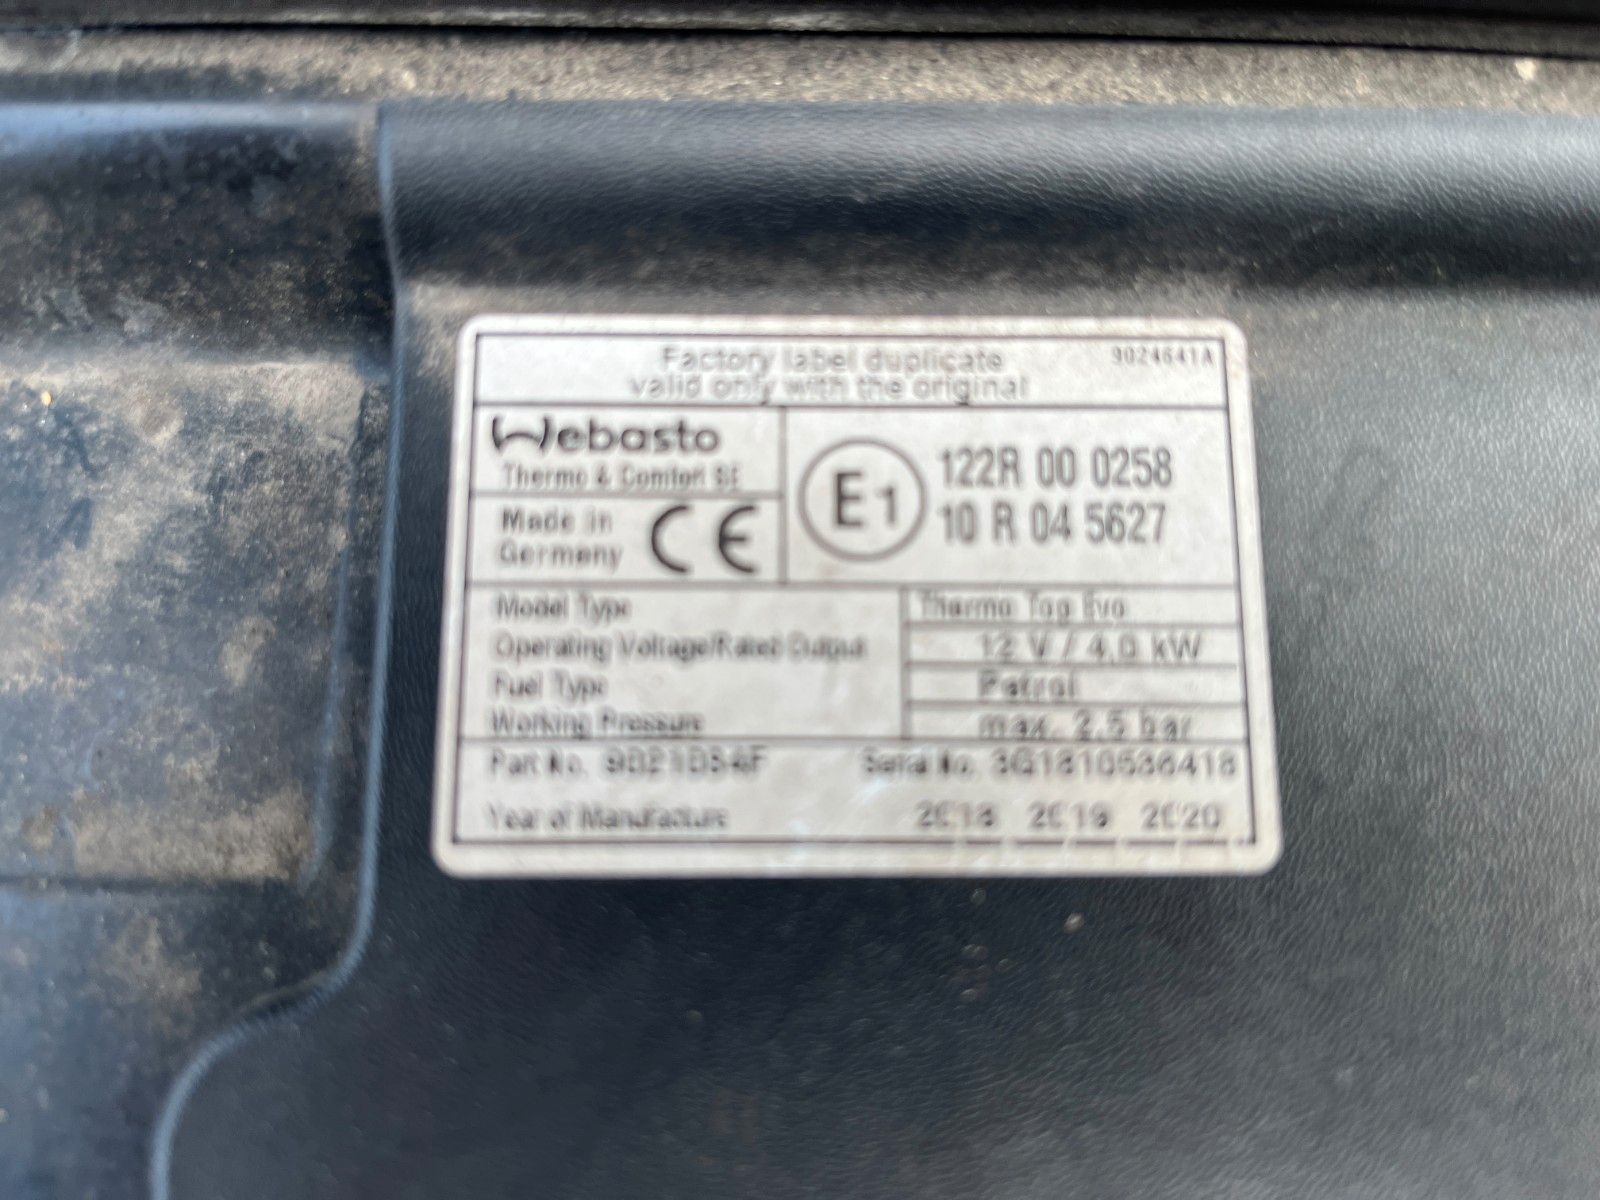 Factory label duplicate
valid only with the original
9024641A
Webasto
Thermo & Comfort SE
Made in
Germany
CE
E1
122R 00 0258
10 R 04 5627
Model Type Thermo Top Evo
Operating Voltage/Rated Output 12 V / 4,0 kW
Fuel Type Petrol
Working Pressure max. 2,5 bar
Part No. Serial No.
Year of Manufacture 2018 2019 2020